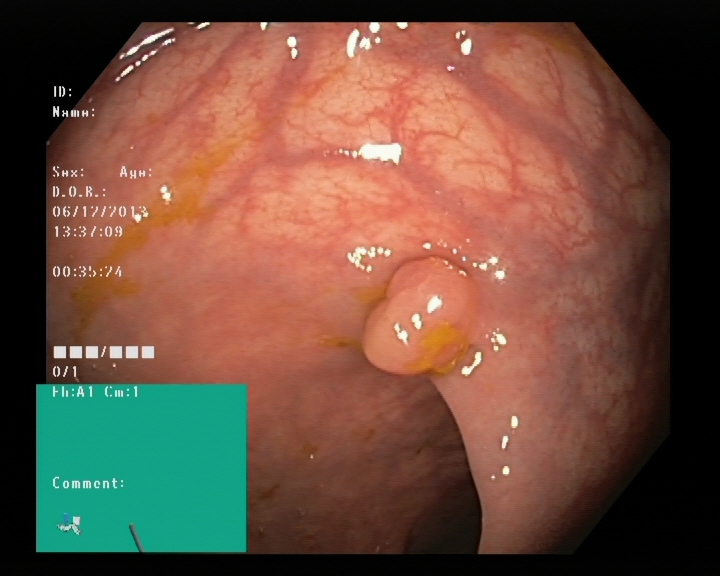 ID:
Name:
Sex: Age:
D.O.B.:
06/12/2013
13:37:09
00:35:24
■■■/■■■
0/1
Eh:A1 Cm:1
Comment: